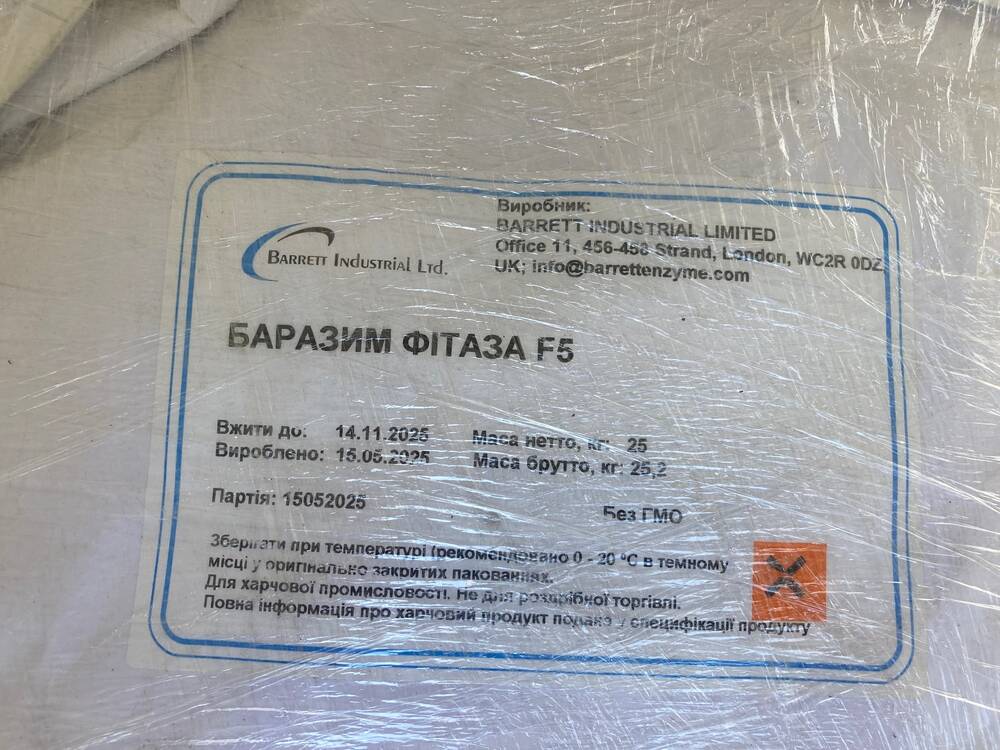 BARRETT INDUSTRIAL LTD.
Виробник:
BARRETT INDUSTRIAL LIMITED
Office 11, 456-458 Strand, London, WC2R 0DZ
UK; info@barrettenzyme.com
БАРАЗИМ ФІТАЗА F5
Вжити до: 14.11.2025 Маса нетто, кг: 25
Вироблено: 15.05.2025 Маса брутто, кг: 25,2
Партія: 15052025
Без ГМО
Зберігати при температурі (рекомендовано 0 - 20 ºС в темному
місці у оригінально закритих пакованнях.
Для харчової промисловості. Не для роздрібної торгівлі.
Повна інформація про харчовий продукт подана у специфікації продукту